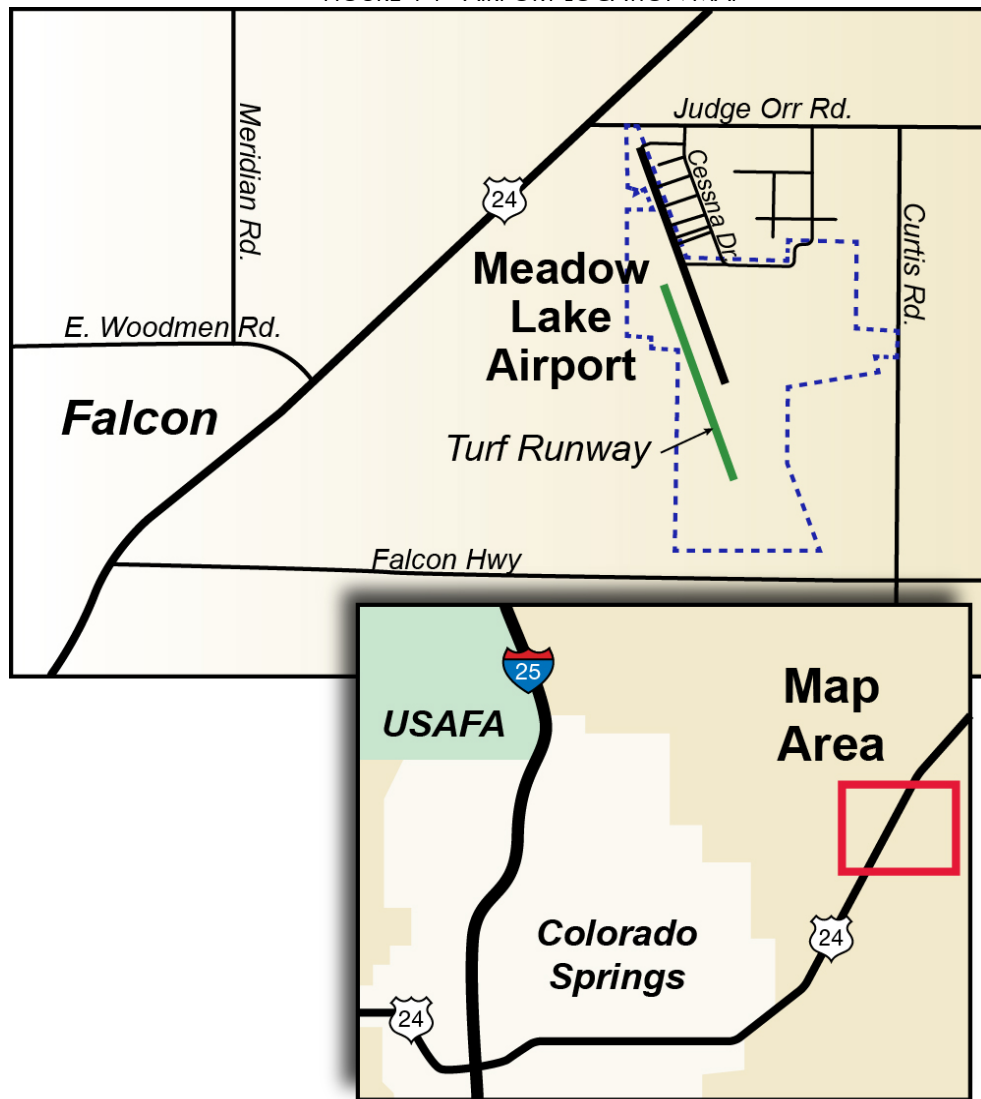 Judge Orr Rd.
Meridian Rd.
24
Cessna Dr.
Curtis Rd.
Meadow
Lake
Airport
E. Woodmen Rd.
Falcon
Turf Runway
Falcon Hwy
25
USAFA
Map
Area
Colorado
Springs
24
24